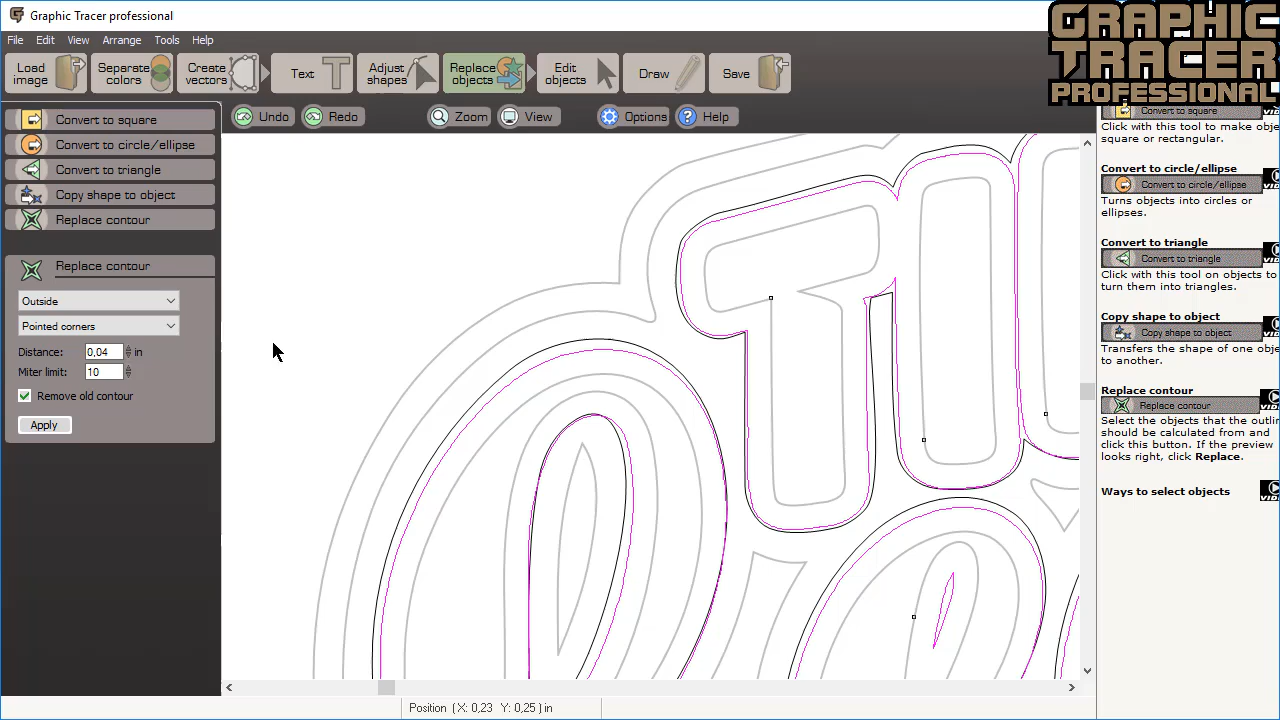 Graphic Tracer professional
GRAPHIC
TRACER
PROFESSIONAL
File Edit View Arrange Tools Help
Load image
Separate colors
Create vectors
Text
Adjust shapes
Replace objects
Edit objects
Draw
Save
Undo Redo Zoom View Options Help
Convert to square
Convert to circle/ellipse
Convert to triangle
Copy shape to object
Replace contour
Replace contour
Outside
Pointed corners
Distance: 0,04 in
Miter limit: 10
Remove old contour
Apply
Convert to square
Click with this tool to make obje
square or rectangular.
Convert to circle/ellipse
Convert to circle/ellipse
Turns objects into circles or
ellipses.
Convert to triangle
Convert to triangle
Click with this tool on objects to
turn them into triangles.
Copy shape to object
Copy shape to object
Transfers the shape of one obje
to another.
Replace contour
Replace contour
Select the objects that the outlin
should be calculated from and
click this button. If the preview
looks right, click Replace.
Ways to select objects
Position ( X: 0,23 Y: 0,25 ) in